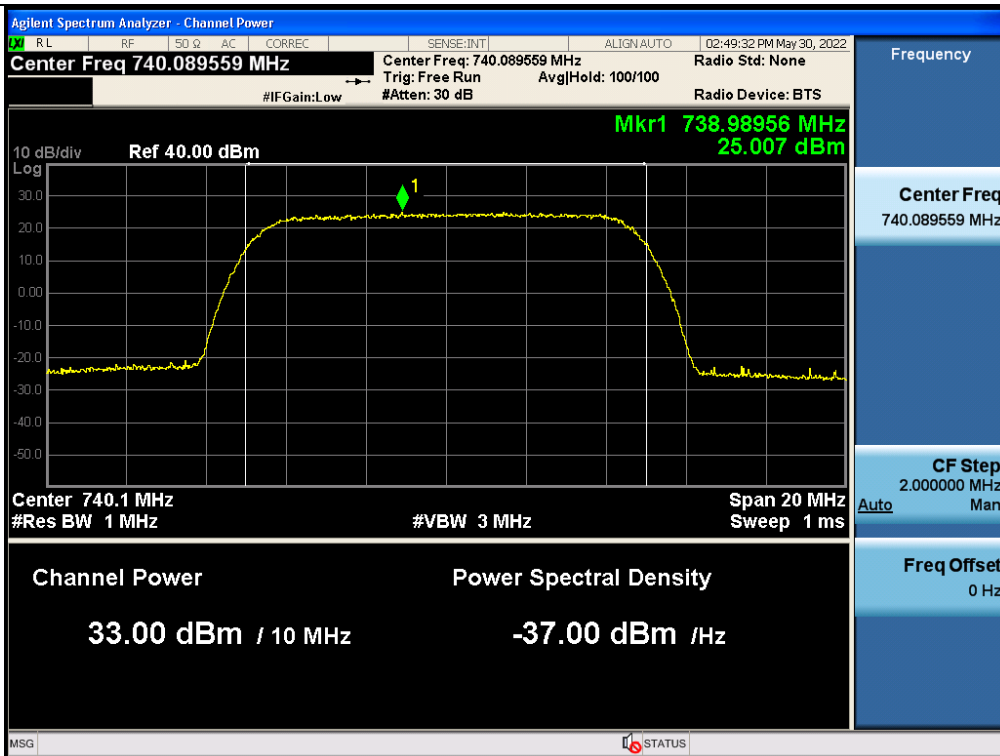 Agilent Spectrum Analyzer - Channel Power
LXI RL RF 50 Ω AC CORREC SENSE:INT ALIGN AUTO 02:49:32 PM May 30, 2022
Center Freq 740.089559 MHz
#IFGain:Low
Center Freq: 740.089559 MHz
Trig: Free Run Avg|Hold: 100/100
#Atten: 30 dB
Radio Std: None
Radio Device: BTS
Mkr1 738.98956 MHz
25.007 dBm
10 dB/div Ref 40.00 dBm
Log
1
30.0
20.0
10.0
0.00
-10.0
-20.0
-30.0
-40.0
-50.0
Center 740.1 MHz Span 20 MHz
#Res BW 1 MHz #VBW 3 MHz Sweep 1 ms
Channel Power Power Spectral Density
33.00 dBm / 10 MHz -37.00 dBm /Hz
MSG STATUS
Frequency
Center Freq
740.089559 MHz
CF Step
2.000000 MHz
Auto Man
Freq Offset
0 Hz